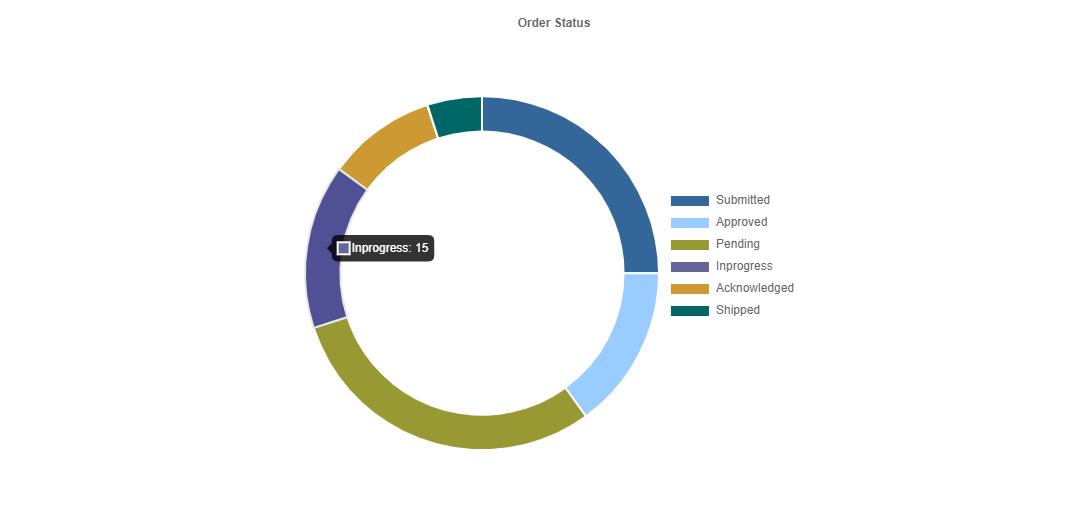 Order Status
Inprogress: 15
Submitted
Approved
Pending
Inprogress
Acknowledged
Shipped